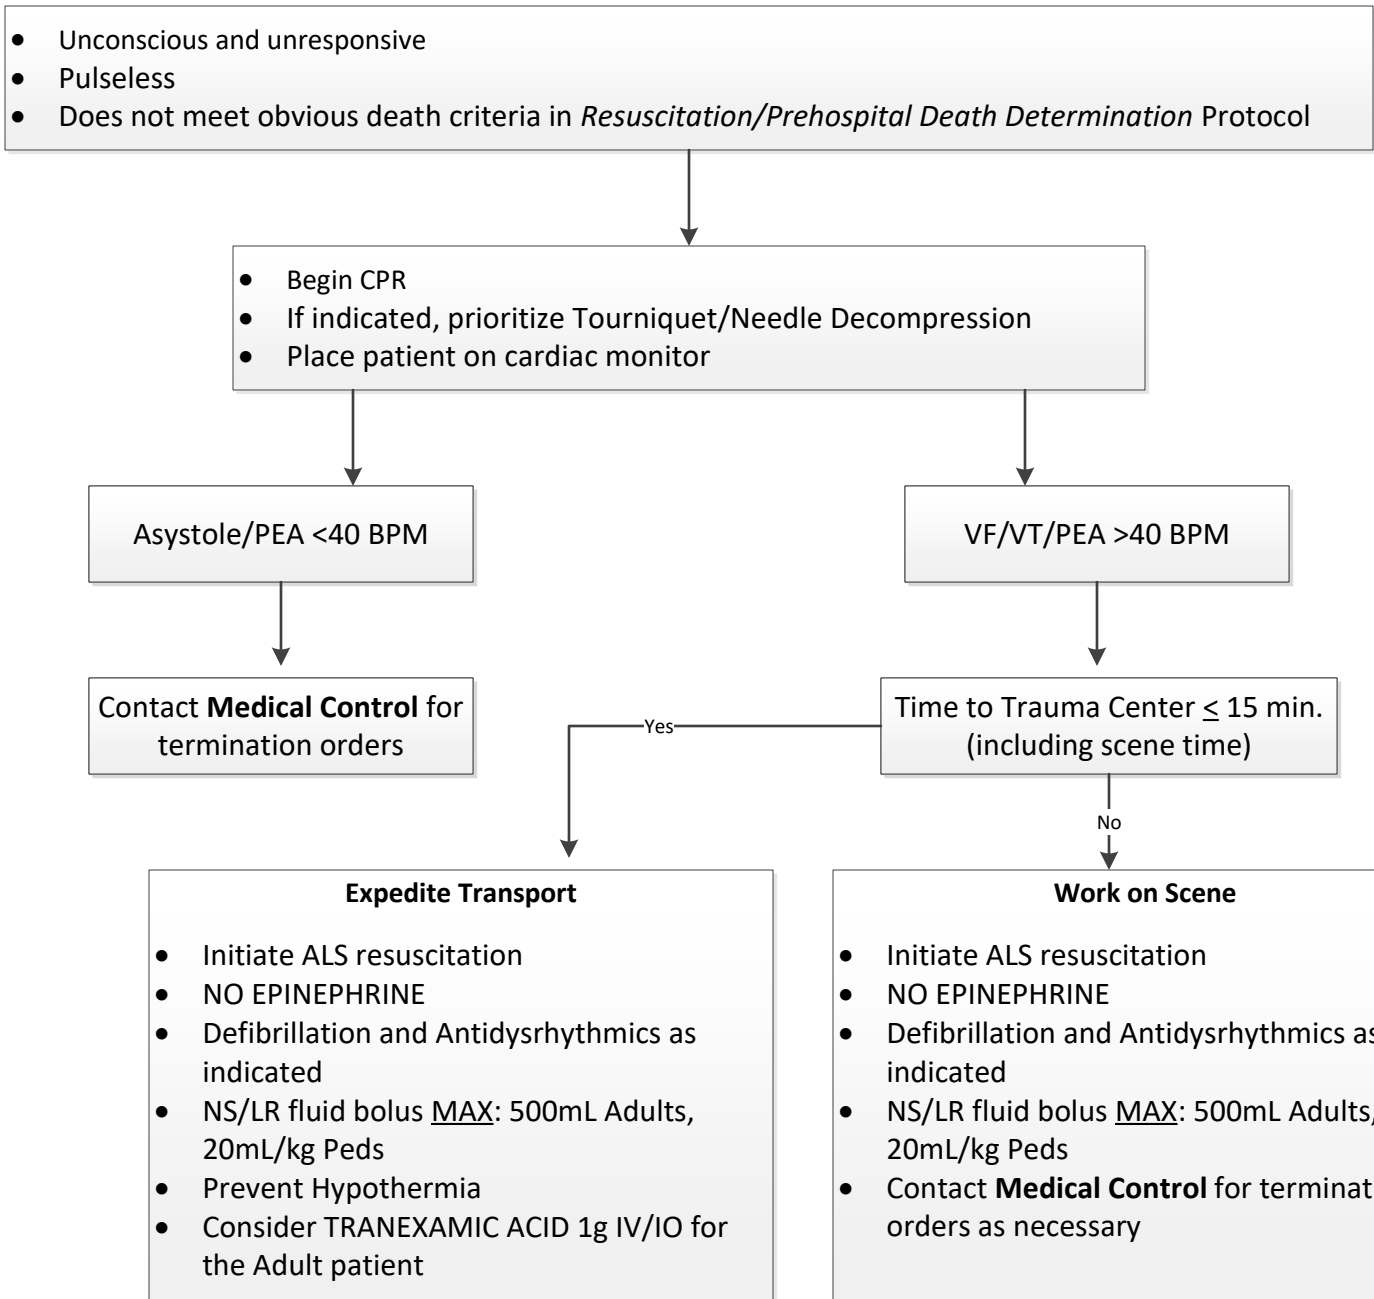 • Unconscious and unresponsive
• Pulseless
• Does not meet obvious death criteria in Resuscitation/Prehospital Death Determination Protocol
• Begin CPR
• If indicated, prioritize Tourniquet/Needle Decompression
• Place patient on cardiac monitor
Asystole/PEA <40 BPM
VF/VT/PEA >40 BPM
Contact Medical Control for
termination orders
Time to Trauma Center ≤ 15 min.
(including scene time)
Yes
No
Expedite Transport
• Initiate ALS resuscitation
• NO EPINEPHRINE
• Defibrillation and Antidysrhythmics as
indicated
• NS/LR fluid bolus MAX: 500mL Adults,
20mL/kg Peds
• Prevent Hypothermia
• Consider TRANEXAMIC ACID 1g IV/IO for
the Adult patient
Work on Scene
• Initiate ALS resuscitation
• NO EPINEPHRINE
• Defibrillation and Antidysrhythmics as
indicated
• NS/LR fluid bolus MAX: 500mL Adults,
20mL/kg Peds
• Contact Medical Control for terminat
orders as necessary